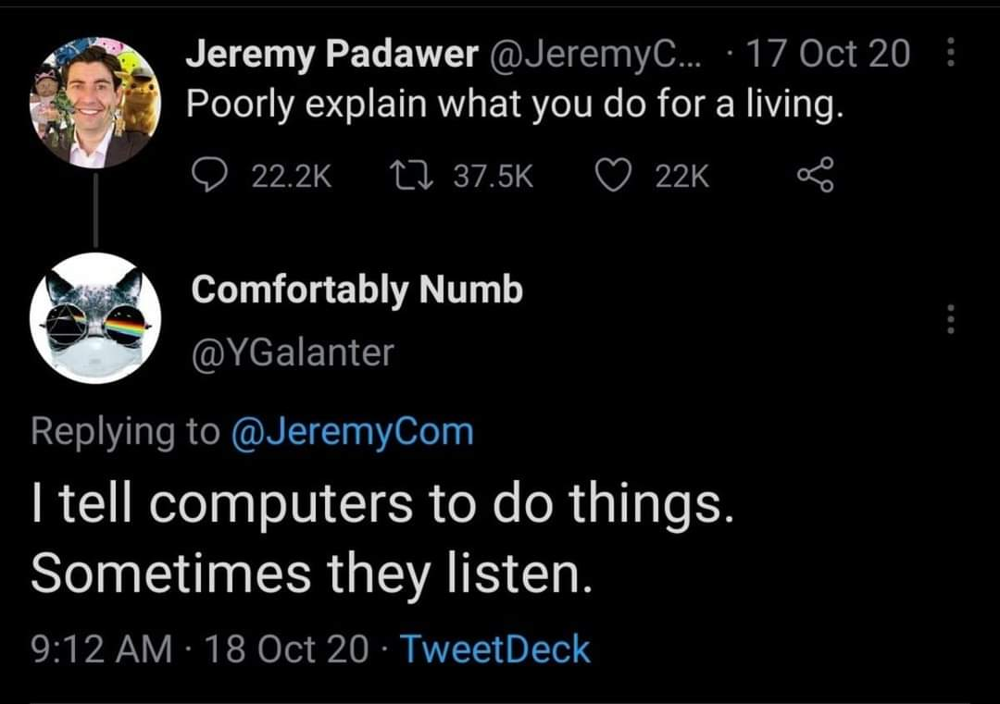 Jeremy Padawer @JeremyC... · 17 Oct 20
Poorly explain what you do for a living.
22.2K 37.5K 22K
Comfortably Numb
@YGalanter
Replying to @JeremyCom
I tell computers to do things.
Sometimes they listen.
9:12 AM · 18 Oct 20 · TweetDeck